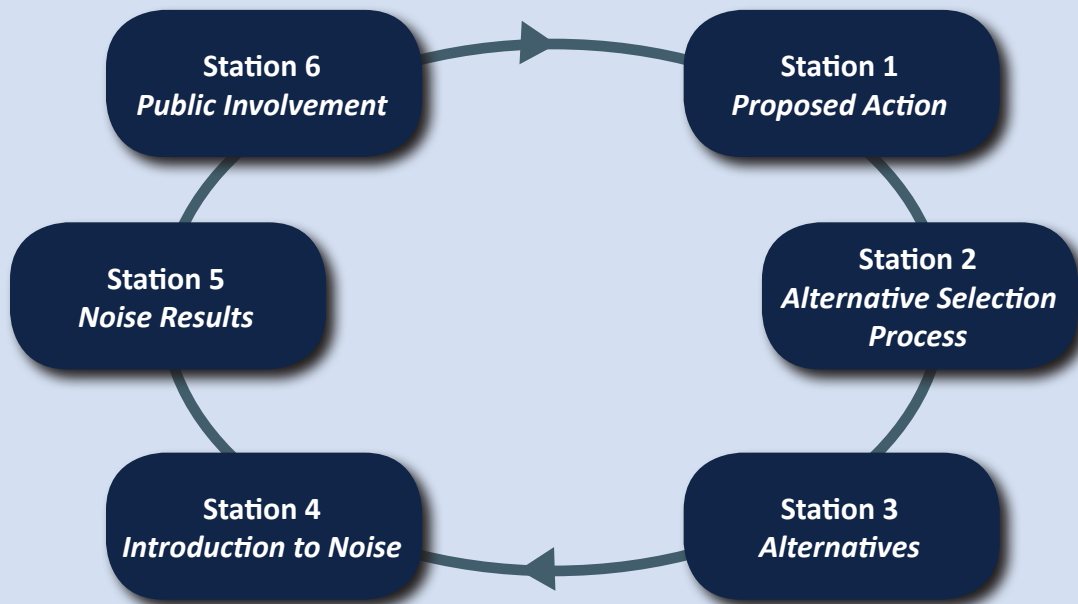 Station 6
Public Involvement
Station 1
Proposed Action
Station 5
Noise Results
Station 2
Alternative Selection
Process
Station 4
Introduction to Noise
Station 3
Alternatives